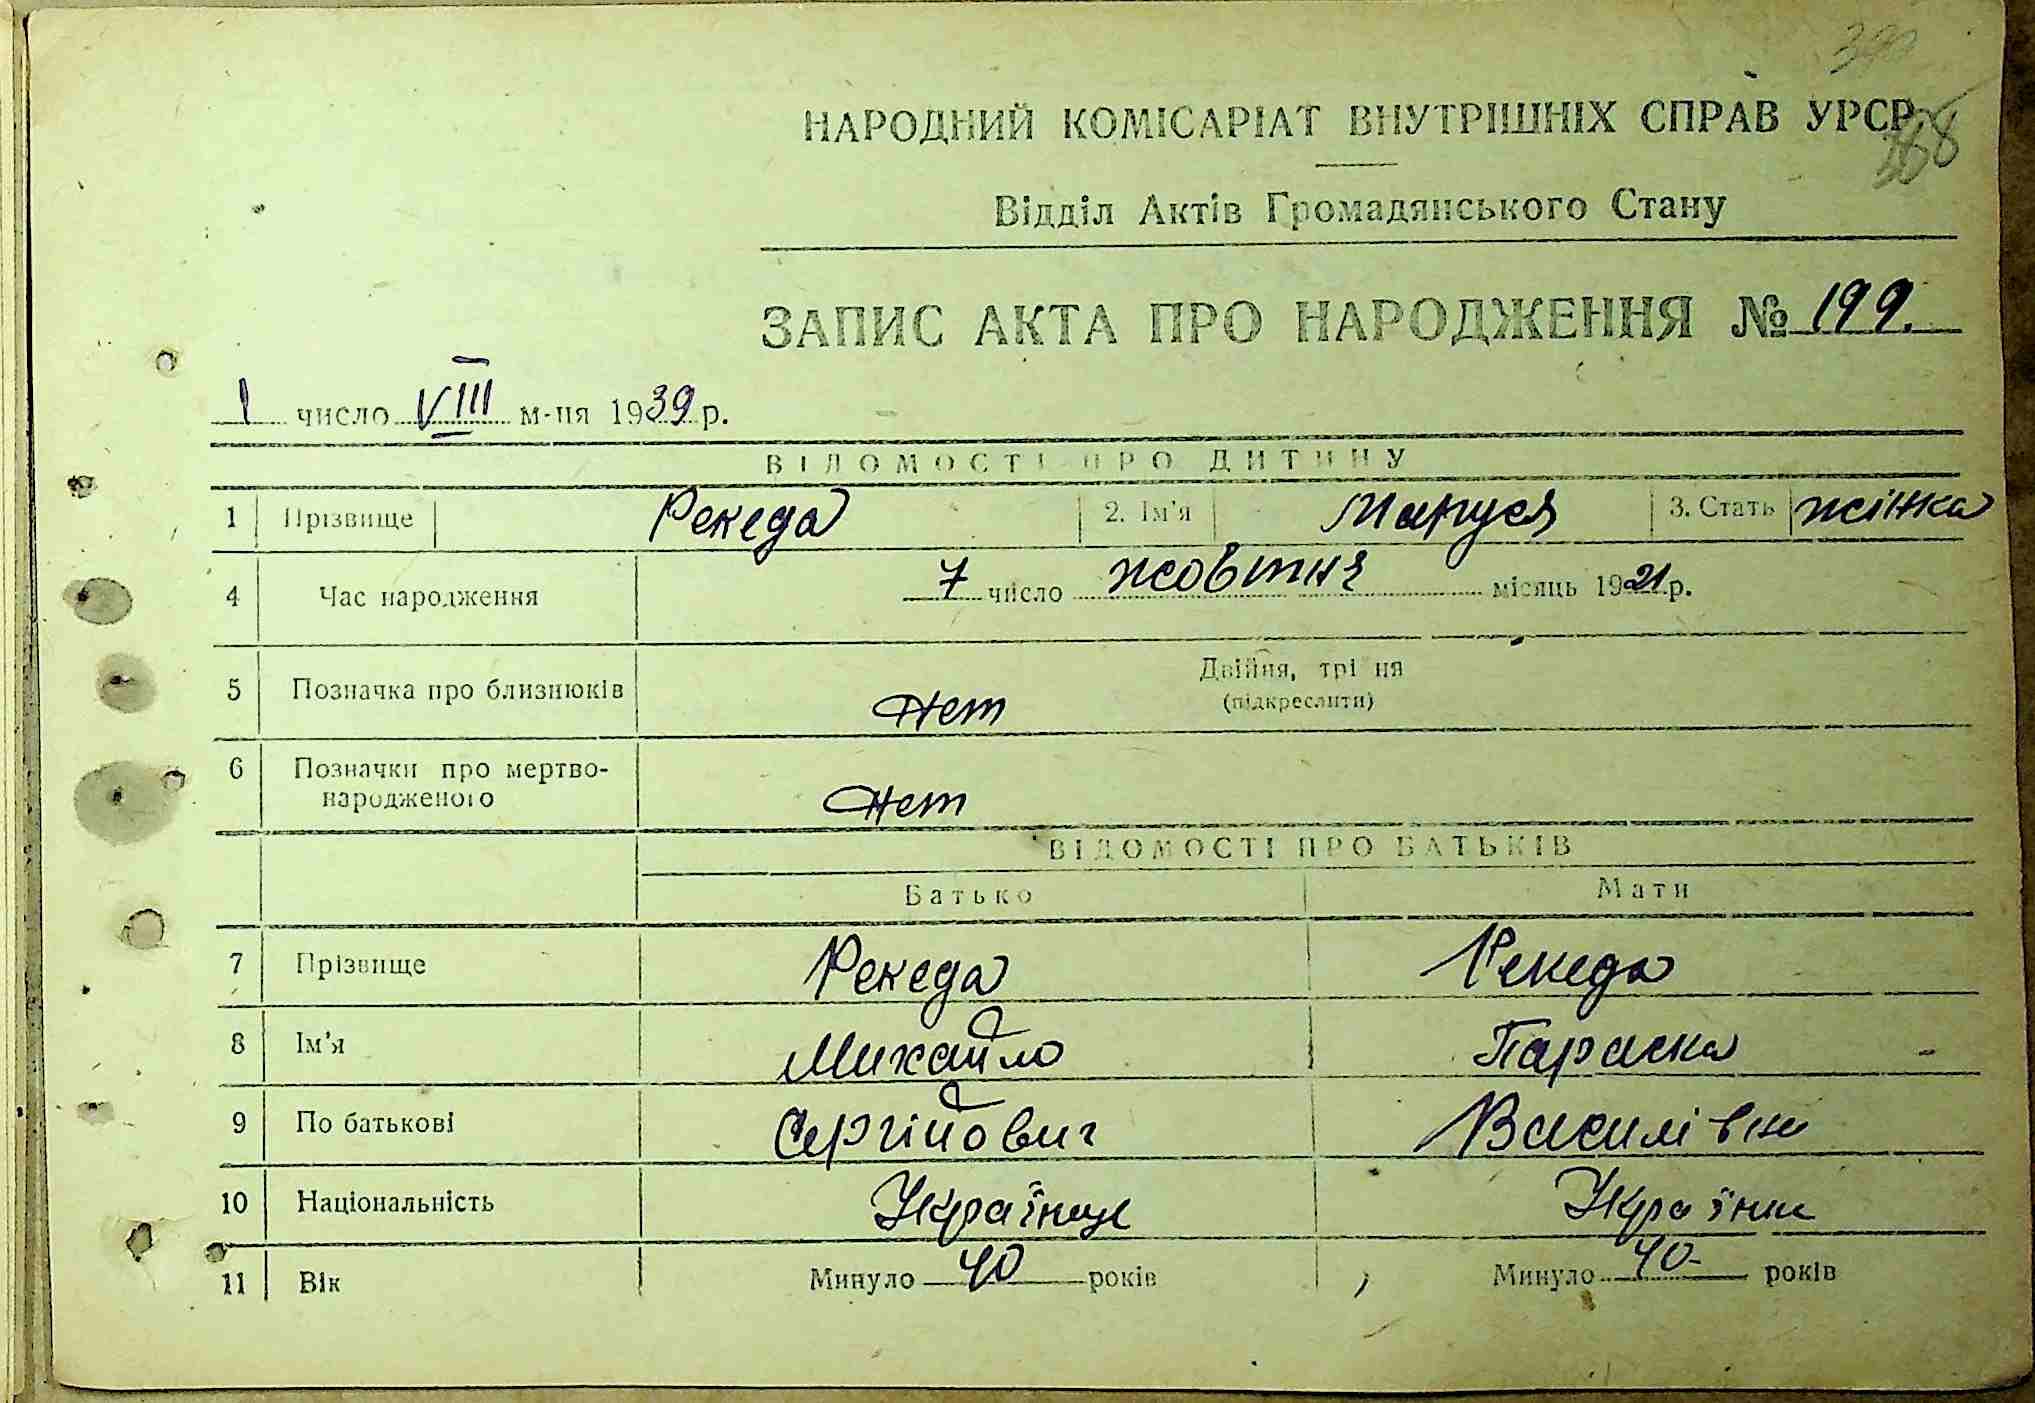 НАРОДНИЙ КОМІСАРІАТ ВНУТРІШНІХ СПРАВ УРСР
Відділ Актів Громадянського Стану
ЗАПИС АКТА ПРО НАРОДЖЕННЯ № 199.
1 число VIII м-ця 1939 р.
ВІДОМОСТІ ПРО ДИТИНУ
1 Прізвище Рекеда 2. Ім'я Маруся 3. Стать жінка
4 Час народження 7 число жовтня місяць 1921 р.
Двійня, трійня
5 Позначка про близнюків нет (підкреслити)
6 Позначки про мертво-
народженого нет
ВІДОМОСТІ ПРО БАТЬКІВ
Батько Мати
7 Прізвище Рекеда Рекеда
8 Ім'я Михайло Параска
9 По батькові Сергійович Василівна
10 Національність Українец Українка
11 Вік Минуло 40 років Минуло 40- років